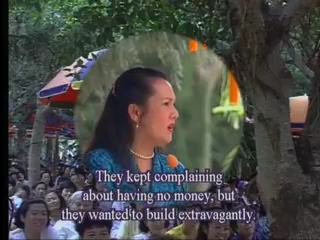 They kept complaining
about having no money, but
they wanted to build extravagantly.